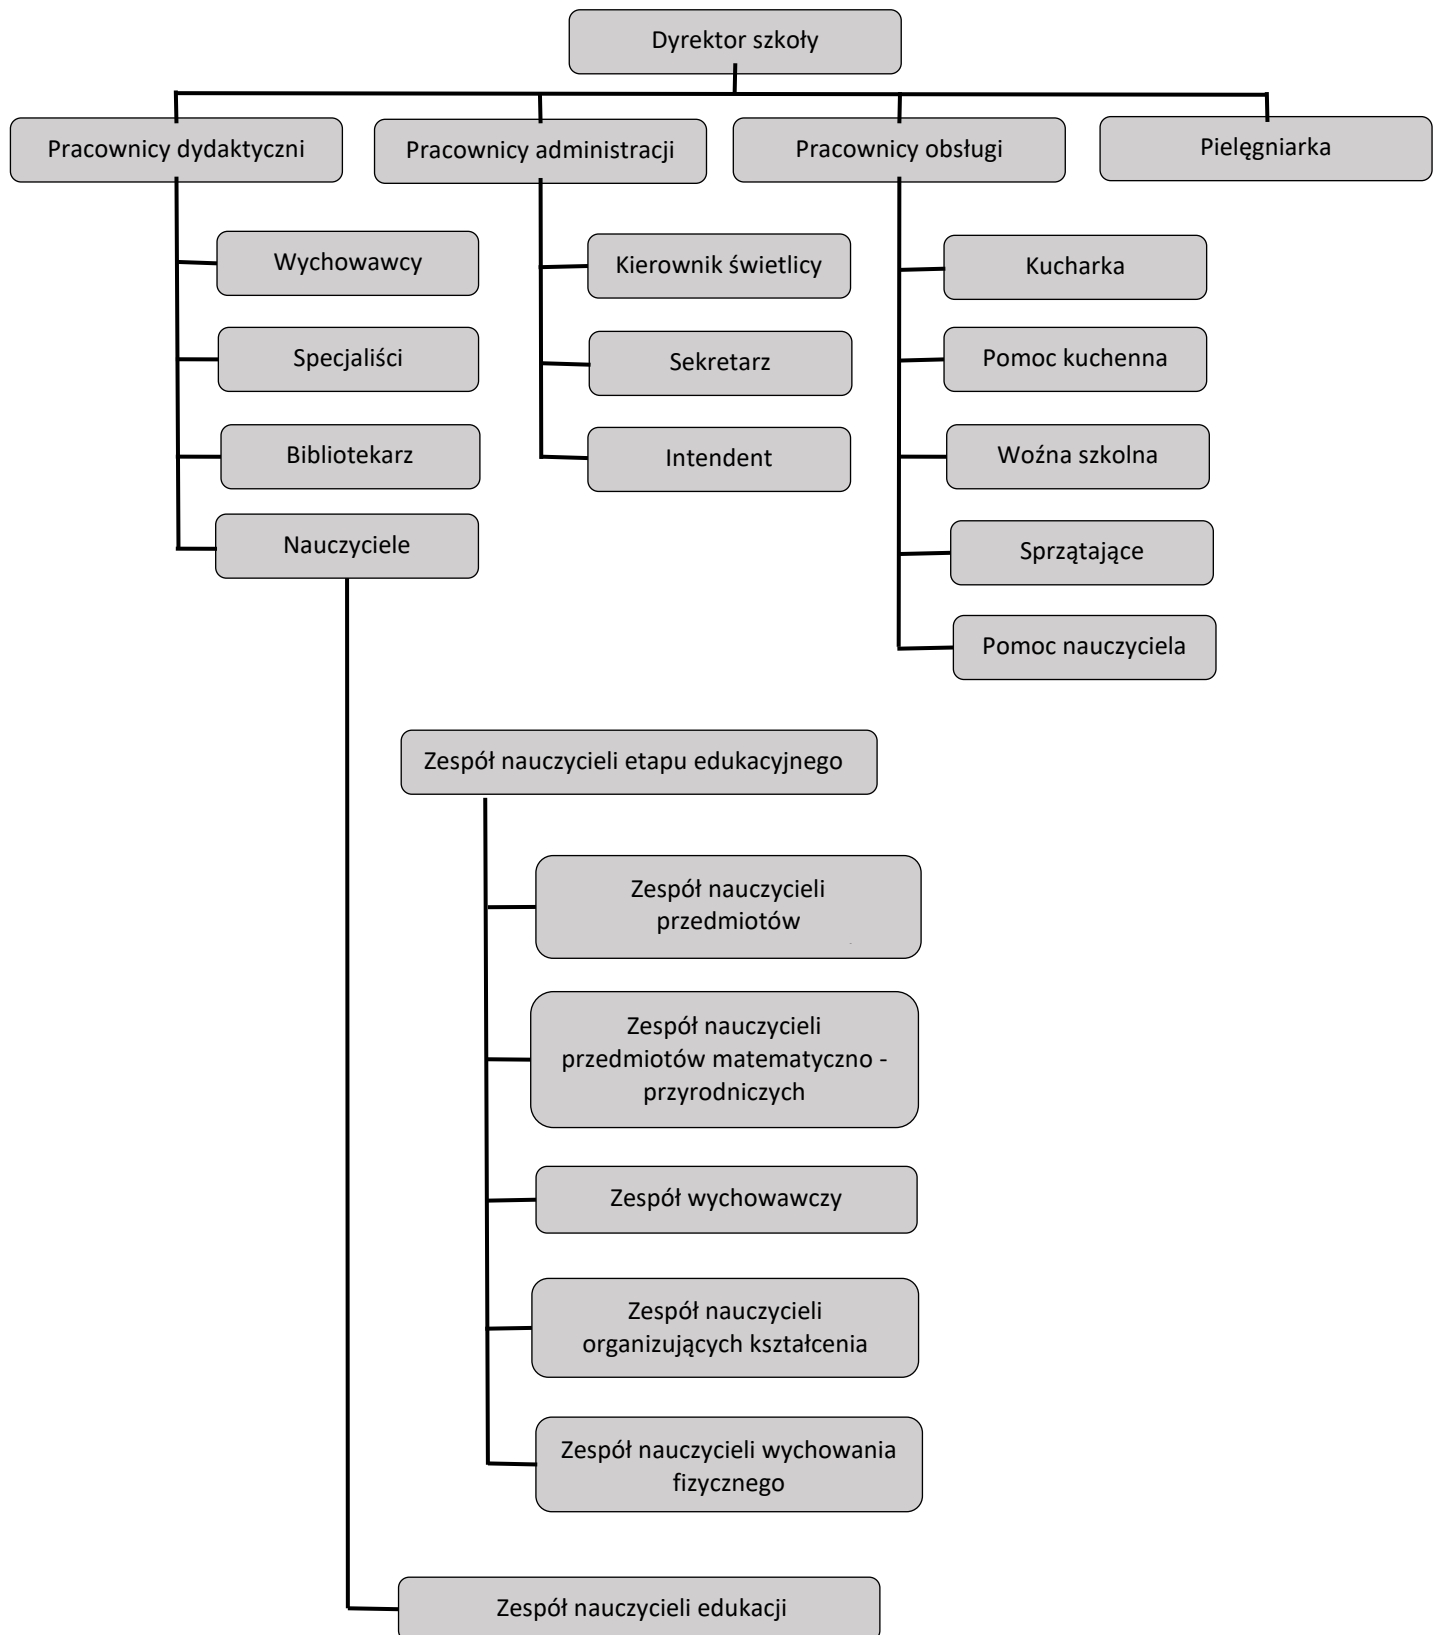 Dyrektor szkoły
Pracownicy dydaktyczni
Pracownicy administracji
Pracownicy obsługi
Pielęgniarka
Wychowawcy
Specjaliści
Bibliotekarz
Nauczyciele
Kierownik świetlicy
Sekretarz
Intendent
Kucharka
Pomoc kuchenna
Woźna szkolna
Sprzątające
Pomoc nauczyciela
Zespół nauczycieli etapu edukacyjnego
Zespół nauczycieli
przedmiotów
Zespół nauczycieli
przedmiotów matematyczno -
przyrodniczych
Zespół wychowawczy
Zespół nauczycieli
organizujących kształcenia
Zespół nauczycieli wychowania
fizycznego
Zespół nauczycieli edukacji